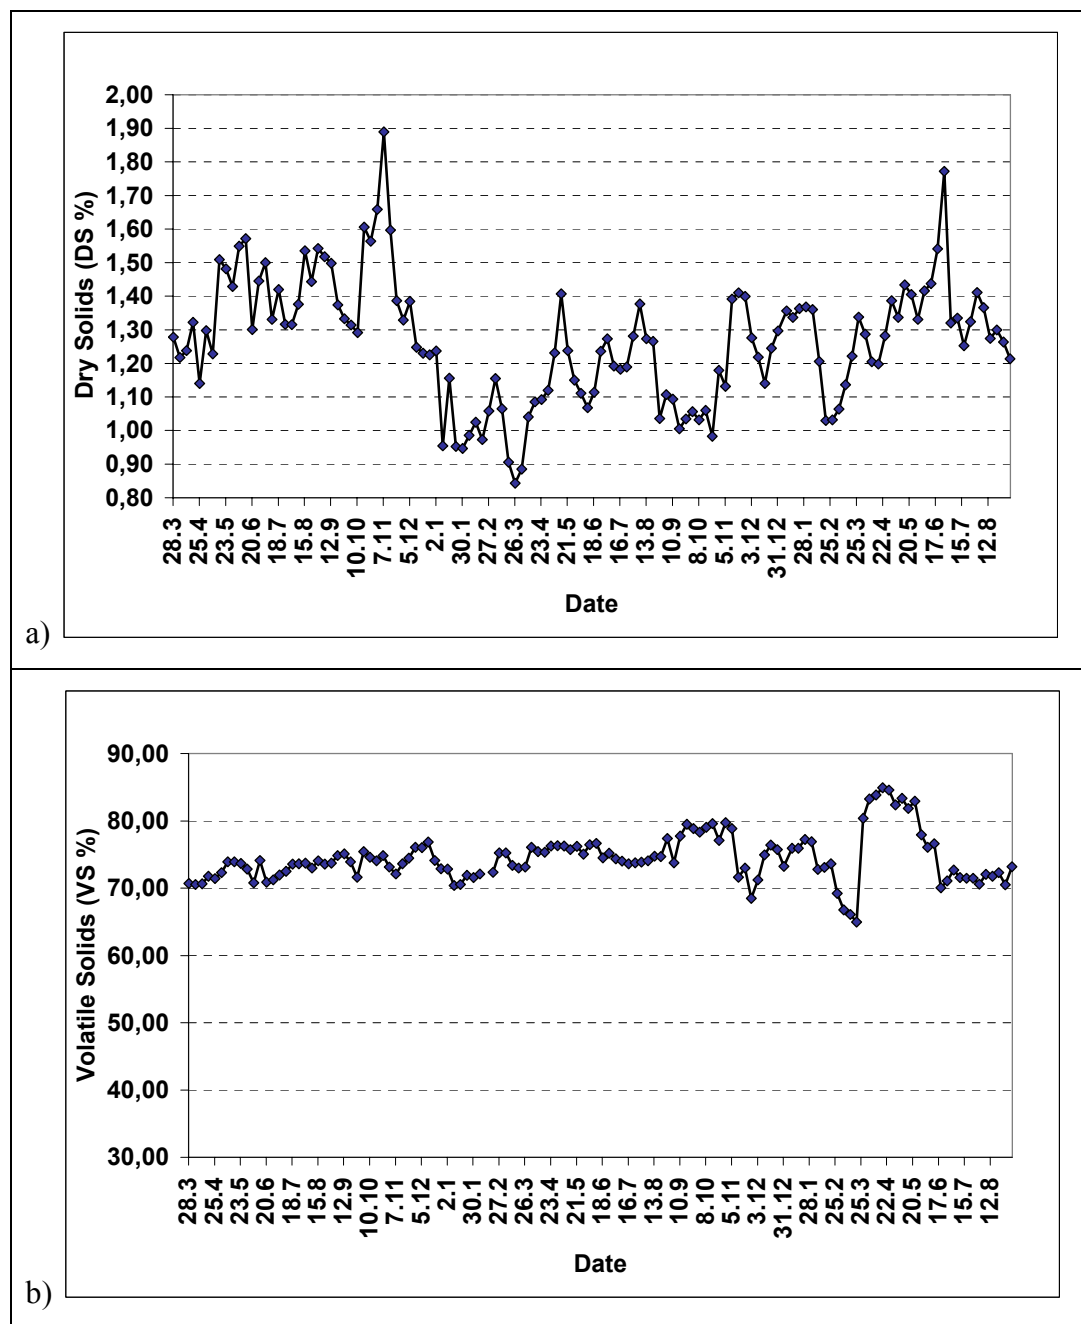 2,00
1,90
1,80
1,70
1,60
1,50
1,40
1,30
1,20
1,10
1,00
0,90
0,80
Dry Solids (DS %)
28.3 25.4 23.5 20.6 18.7 15.8 12.9 10.10 7.11 5.12 2.1 30.1 27.2 26.3 23.4 21.5 18.6 16.7 13.8 10.9 8.10 5.11 3.12 31.12 28.1 25.2 25.3 22.4 20.5 17.6 15.7 12.8
Date
a)
90,00
80,00
70,00
60,00
50,00
40,00
30,00
Volatile Solids (VS %)
28.3 25.4 23.5 20.6 18.7 15.8 12.9 10.10 7.11 5.12 2.1 30.1 27.2 26.3 23.4 21.5 18.6 16.7 13.8 10.9 8.10 5.11 3.12 31.12 28.1 25.2 25.3 22.4 20.5 17.6 15.7 12.8
Date
b)